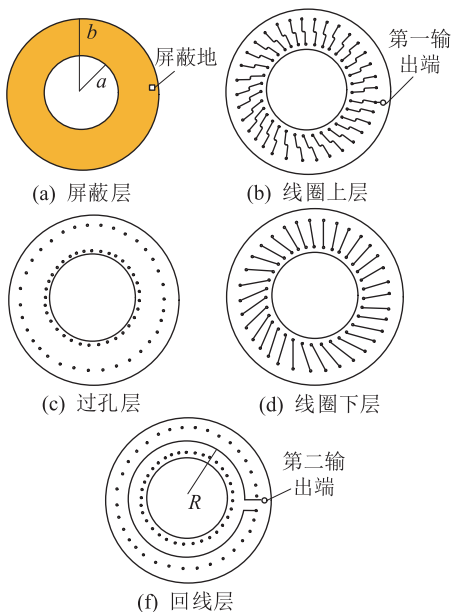 b
a
屏蔽地
(a) 屏蔽层
第一输
出端
(b) 线圈上层
(c) 过孔层
(d) 线圈下层
R
第二输
出端
(f) 回线层